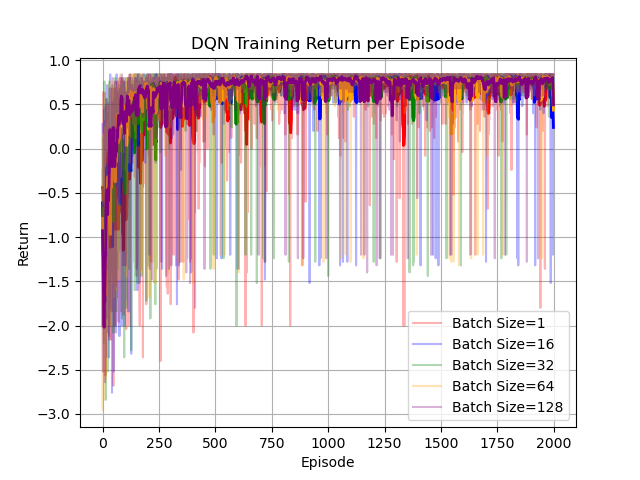 DQN Training Return per Episode
1.0
0.5
0.0
−0.5
−1.0
−1.5
−2.0
−2.5
−3.0
Return
Batch Size=1
Batch Size=16
Batch Size=32
Batch Size=64
Batch Size=128
0 250 500 750 1000 1250 1500 1750 2000
Episode